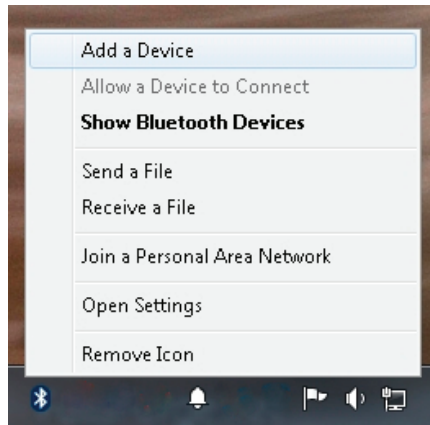 Add a Device
Allow a Device to Connect
Show Bluetooth Devices
Send a File
Receive a File
Join a Personal Area Network
Open Settings
Remove Icon